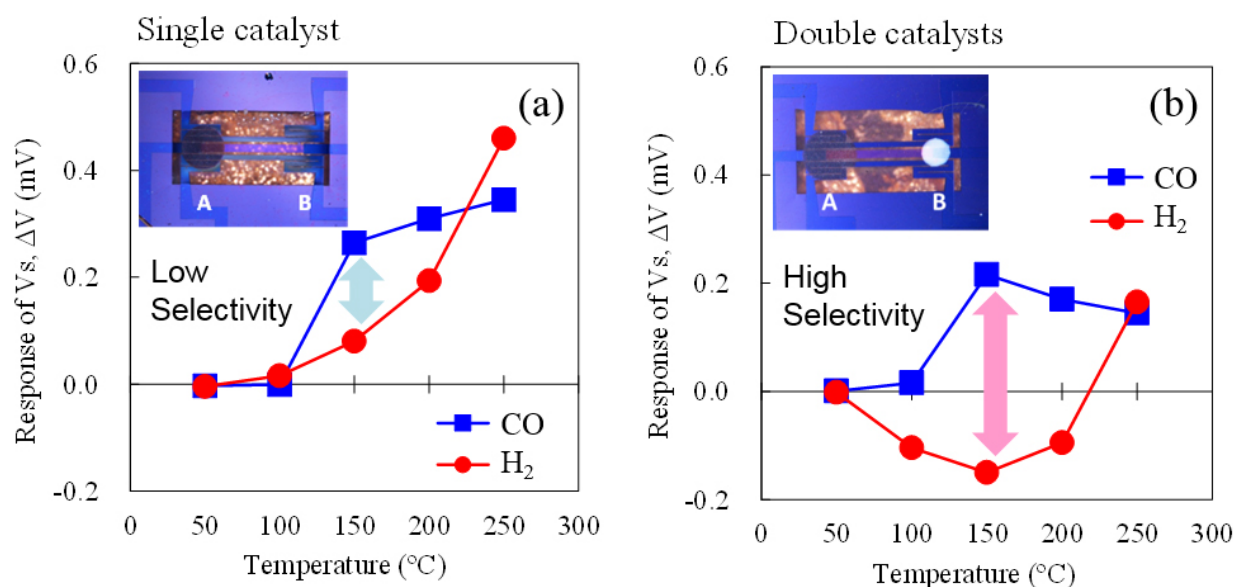 Single catalyst
(a)
0.6
0.4
0.2
0.0
-0.2
Response of Vs, ΔV (mV)
A B
Low
Selectivity
CO
H₂
0 50 100 150 200 250 300
Temperature (°C)
Double catalysts
(b)
0.6
0.4
0.2
0.0
-0.2
Response of Vs, ΔV (mV)
A B
CO
H₂
High
Selectivity
0 50 100 150 200 250 300
Temperature (°C)